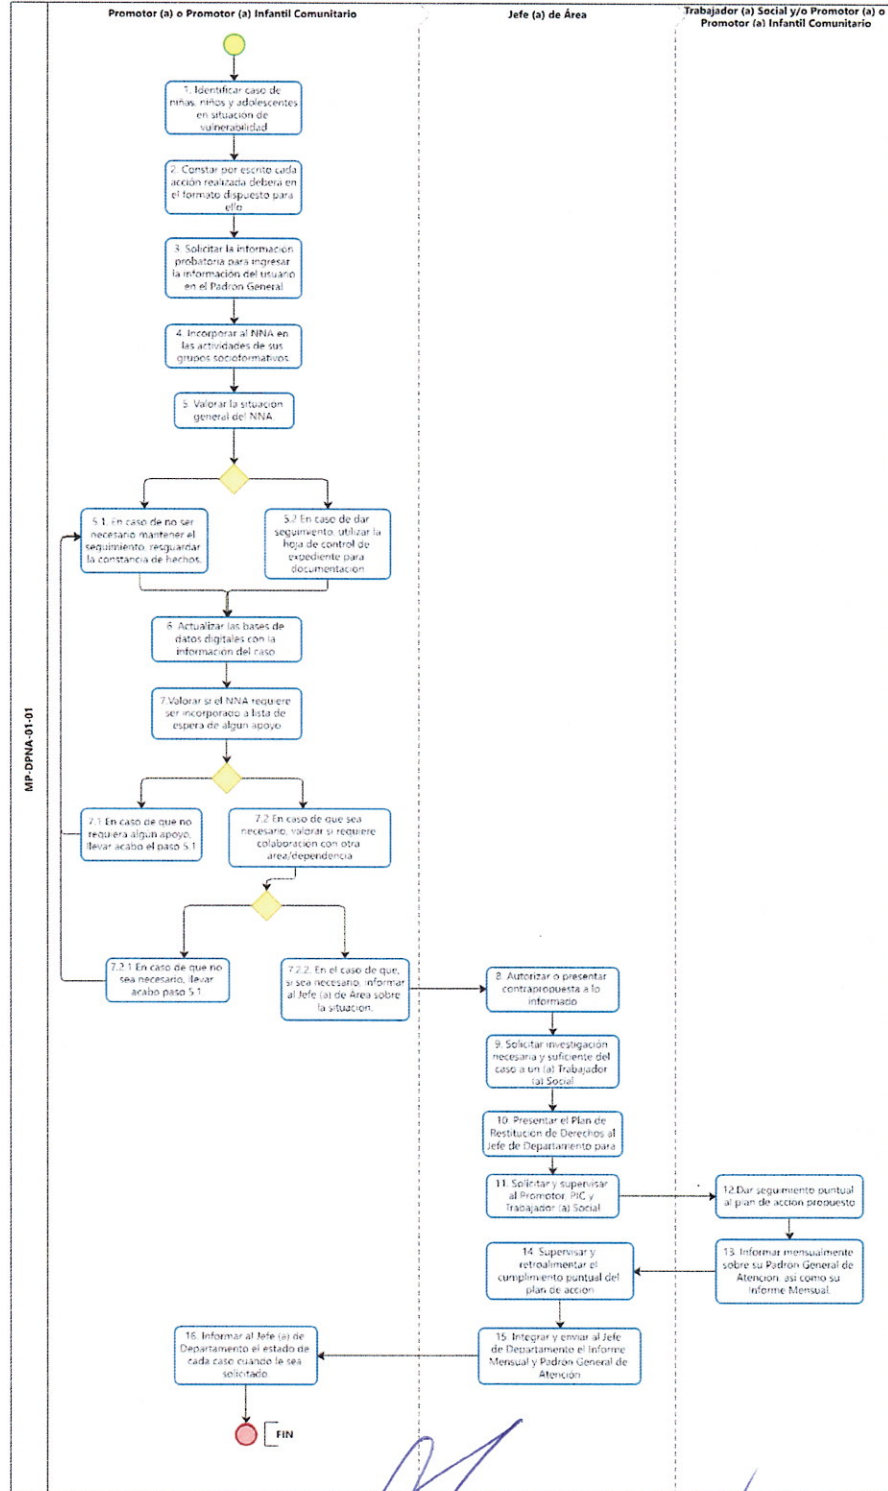 Promotor (a) o Promotor (a) Infantil Comunitario
Jefe (a) de Área
Trabajador (a) Social y/o Promotor (a) o
Promotor (a) Infantil Comunitario
MP-DPNA-01-01
1. Identificar caso de
niñas, niños y adolescentes
en situación de
vulnerabilidad
2. Constar por escrito cada
acción realizada deberá en
el formato dispuesto para
ello
3. Solicitar la información
probatoria para ingresar
la información del usuario
en el Padrón General
4. Incorporar al NNA en
las actividades de sus
grupos socioformativos.
5. Valorar la situación
general del NNA.
5.1. En caso de no ser
necesario mantener el
seguimiento, resguardar
la constancia de hechos.
5.2 En caso de dar
seguimiento, utilizar la
hoja de control de
expediente para
documentación
6. Actualizar las bases de
datos digitales con la
información del caso
7.Valorar si el NNA requiere
ser incorporado a lista de
espera de algún apoyo
7.1 En caso de que no
requiera algún apoyo,
llevar acabo el paso 5.1
7.2 En caso de que sea
necesario, valorar si requiere
colaboración con otra
área/dependencia
7.2.1 En caso de que no
sea necesario, llevar
acabo paso 5.1
7.2.2. En el caso de que,
si sea necesario, informar
al Jefe (a) de Área sobre
la situación.
8. Autorizar o presentar
contrapropuesta a lo
informado
9. Solicitar investigación
necesaria y suficiente del
caso a un (a) Trabajador
(a) Social
10. Presentar el Plan de
Restitución de Derechos al
Jefe de Departamento para
11. Solicitar y supervisar
al Promotor, PIC y
Trabajador (a) Social
12.Dar seguimiento puntual
al plan de acción propuesto
13. Informar mensualmente
sobre su Padrón General de
Atención, así como su
Informe Mensual.
14. Supervisar y
retroalimentar el
cumplimiento puntual del
plan de acción
15. Integrar y enviar al Jefe
de Departamento el Informe
Mensual y Padrón General de
Atención
16. Informar al Jefe (a) de
Departamento el estado de
cada caso cuando le sea
solicitado
FIN